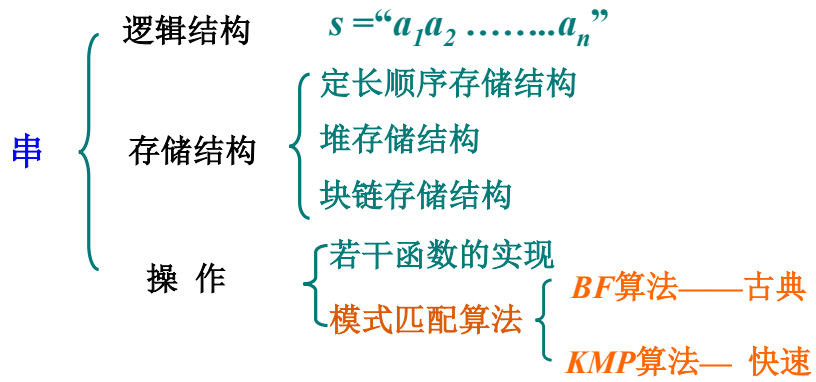 逻辑结构 s =“a1a2 ……..an”
定长顺序存储结构
堆存储结构
串 存储结构
块链存储结构
若干函数的实现
操 作
BF算法——古典
模式匹配算法
KMP算法— 快速